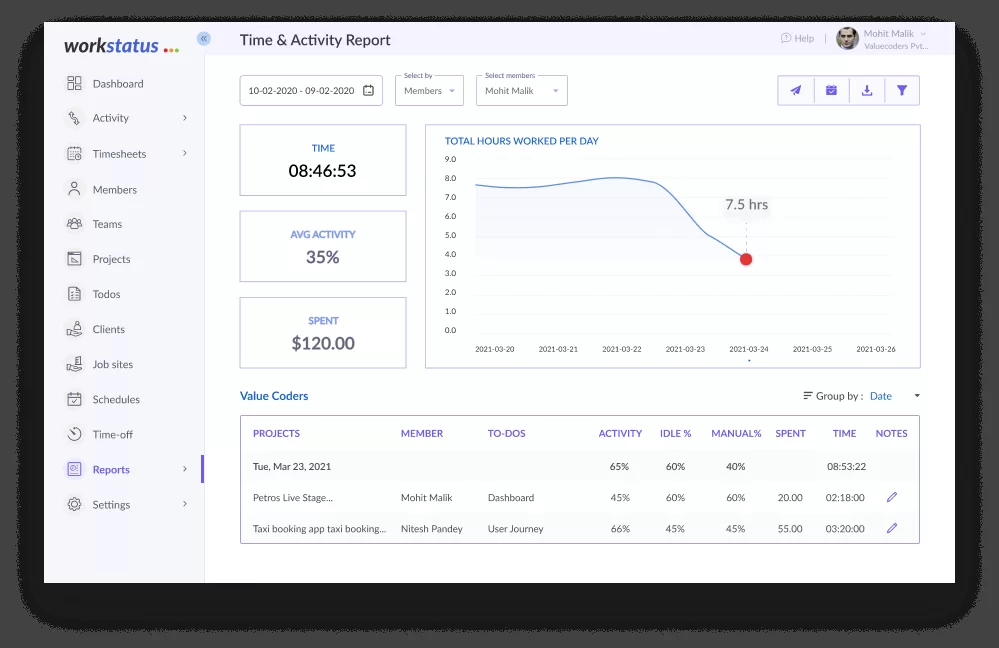 workstatus
«
Time & Activity Report
Help
Mohit Malik
Valuecoders Pvt...
Dashboard
Activity
Timesheets
Members
Teams
Projects
Todos
Clients
Job sites
Schedules
Time-off
Reports
Settings
10-02-2020 - 09-02-2020
Select by
Members
Select members
Mohit Malik
TIME
08:46:53
AVG ACTIVITY
35%
SPENT
$120.00
TOTAL HOURS WORKED PER DAY
9.0
8.0
7.0
6.0
5.0
4.0
3.0
2.0
1.0
0.0
7.5 hrs
2021-03-20 2021-03-21 2021-03-22 2021-03-23 2021-03-24 2021-03-25 2021-03-26
Value Coders
Group by : Date
PROJECTS MEMBER TO-DOS ACTIVITY IDLE % MANUAL% SPENT TIME NOTES
Tue, Mar 23, 2021 65% 60% 40% 08:53:22
Petros Live Stage... Mohit Malik Dashboard 45% 60% 60% 20.00 02:18:00
Taxi booking app taxi booking... Nitesh Pandey User Journey 66% 45% 45% 55.00 03:20:00